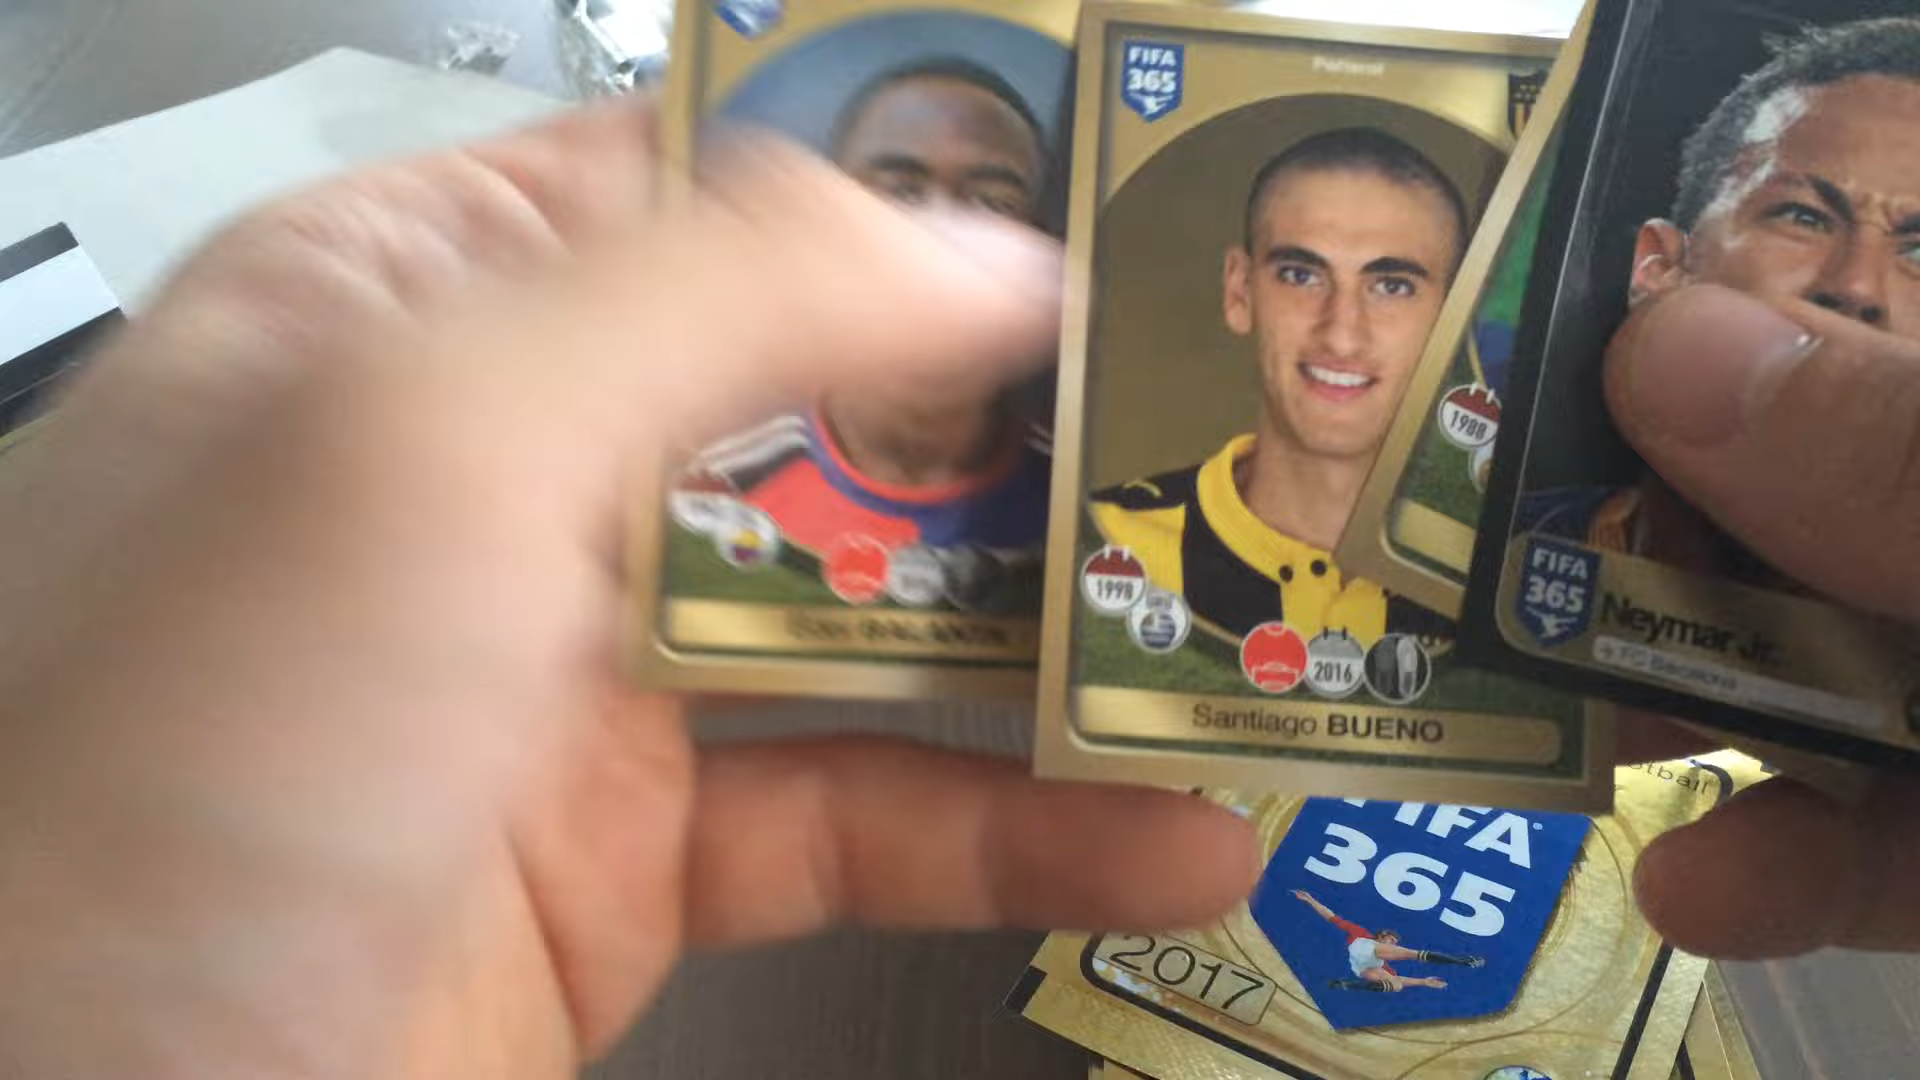 FIFA
365
Peñarol
1998
2016
Santiago BUENO
1988
FIFA
365
Neymar Jr.
FIFA
365
2017